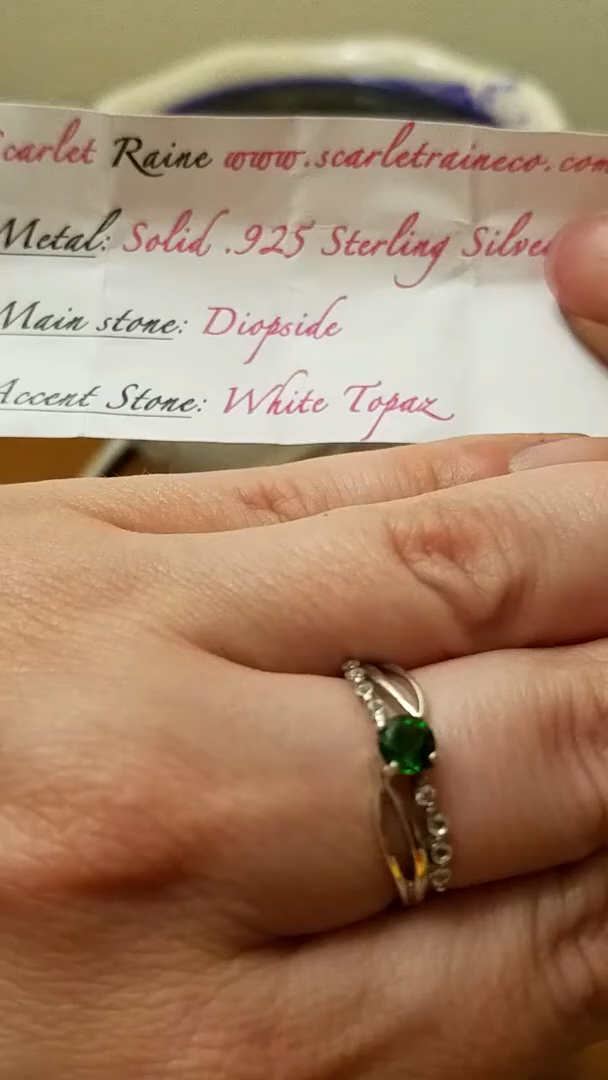 Scarlet Raine www.scarletraineco.com
Metal: Solid .925 Sterling Silver
Main stone: Diopside
Accent Stone: White Topaz